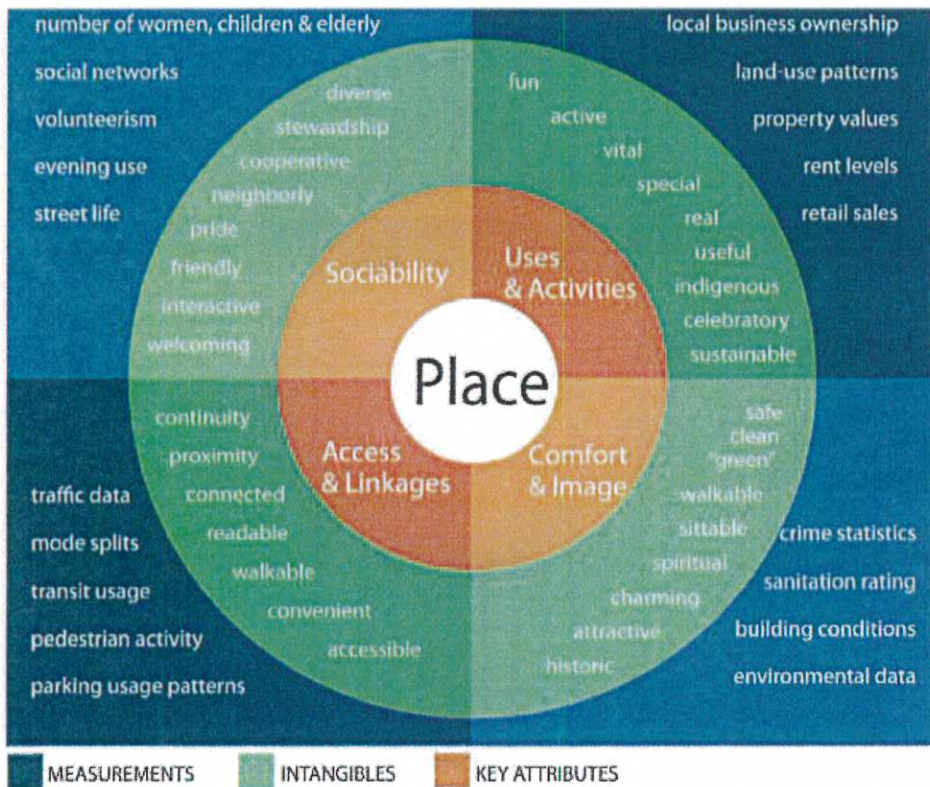 number of women, children & elderly
social networks
volunteerism
evening use
street life
diverse
stewardship
cooperative
neighborly
pride
friendly
interactive
welcoming
fun
active
vital
special
real
useful
indigenous
celebratory
sustainable
local business ownership
land-use patterns
property values
rent levels
retail sales
Sociability
Uses
& Activities
Place
Access
& Linkages
Comfort
& Image
continuity
proximity
connected
readable
walkable
convenient
accessible
traffic data
mode splits
transit usage
pedestrian activity
parking usage patterns
safe
clean
"green"
walkable
sittable
spiritual
charming
attractive
historic
crime statistics
sanitation rating
building conditions
environmental data
MEASUREMENTS
INTANGIBLES
KEY ATTRIBUTES